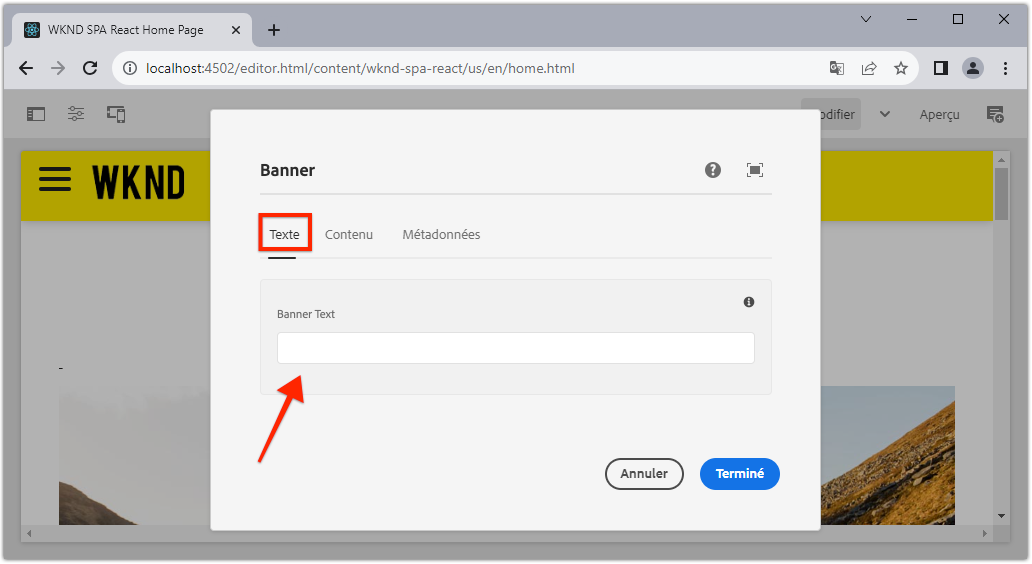 WKND SPA React Home Page
localhost:4502/editor.html/content/wknd-spa-react/us/en/home.html
Aperçu
WKND
Banner
Texte Contenu Métadonnées
Banner Text
Annuler Terminé